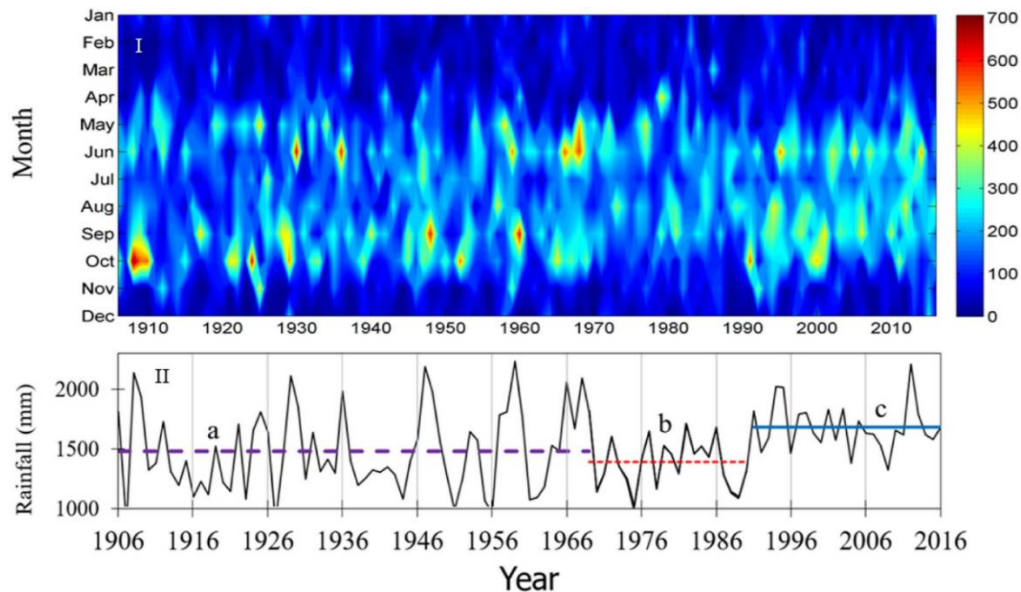 Jan
Feb
Mar
Apr
May
Jun
Jul
Aug
Sep
Oct
Nov
Dec
Month
I
1910 1920 1930 1940 1950 1960 1970 1980 1990 2000 2010
700
600
500
400
300
200
100
0
Rainfall (mm)
2000
1500
1000
II
a
b
c
1906 1916 1926 1936 1946 1956 1966 1976 1986 1996 2006 2016
Year